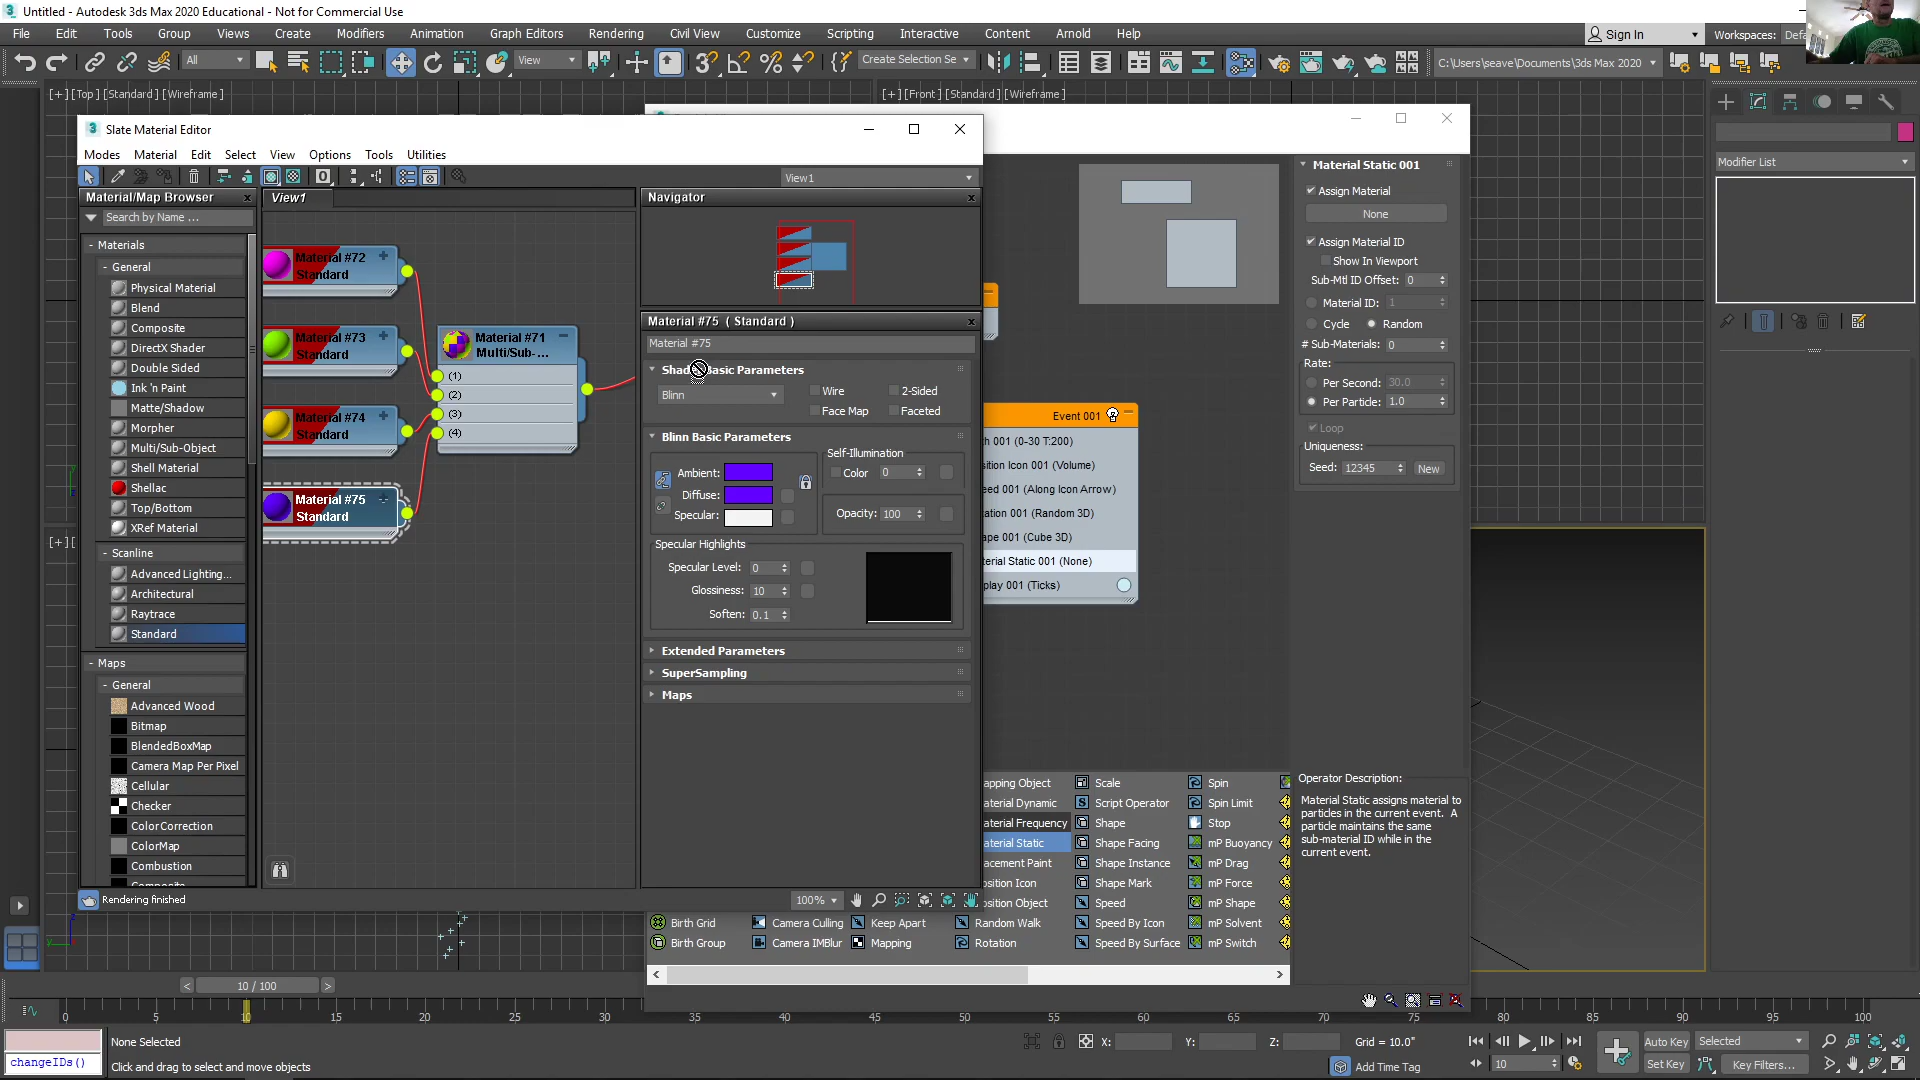 Untitled - Autodesk 3ds Max 2020 Educational - Not for Commercial Use
File Edit Tools Group Views Create Modifiers Animation Graph Editors Rendering Civil View Customize Scripting Interactive Content Arnold Help
Sign In Workspaces: Defa
All View Create Selection Se C:\Users\seave\Documents\3ds Max 2020
[+] [Top] [Standard] [Wireframe]
[+] [Front] [Standard] [Wireframe]
Slate Material Editor
Modes Material Edit Select View Options Tools Utilities
View1
Material/Map Browser
Search by Name ...
- Materials
- General
Physical Material
Blend
Composite
DirectX Shader
Double Sided
Ink 'n Paint
Matte/Shadow
Morpher
Multi/Sub-Object
Shell Material
Shellac
Top/Bottom
XRef Material
- Scanline
Advanced Lighting...
Architectural
Raytrace
Standard
- Maps
- General
Advanced Wood
Bitmap
BlendedBoxMap
Camera Map Per Pixel
Cellular
Checker
ColorCorrection
ColorMap
Combustion
View1
Material #72
Standard
Material #73
Standard
Material #74
Standard
Material #75
Standard
Material #71
Multi/Sub-...
(1)
(2)
(3)
(4)
Navigator
Material #75 ( Standard )
Material #75
Basic Parameters
Blinn Wire 2-Sided
Face Map Faceted
Blinn Basic Parameters
Self-Illumination
Ambient: Color 0
Diffuse:
Specular: Opacity: 100
Specular Highlights
Specular Level: 0
Glossiness: 10
Soften: 0.1
Extended Parameters
SuperSampling
Maps
Rendering finished
100%
Event 001
th 001 (0-30 T:200)
sition Icon 001 (Volume)
eed 001 (Along Icon Arrow)
tation 001 (Random 3D)
ape 001 (Cube 3D)
terial Static 001 (None)
play 001 (Ticks)
Material Static 001
Assign Material
None
Assign Material ID
Show In Viewport
Sub-Mtl ID Offset: 0
Material ID: 1
Cycle Random
# Sub-Materials: 0
Rate:
Per Second: 30.0
Per Particle: 1.0
Loop
Uniqueness:
Seed: 12345 New
apping Object Scale Spin
aterial Dynamic Script Operator Spin Limit
aterial Frequency Shape Stop
aterial Static Shape Facing mP Buoyancy
acement Paint Shape Instance mP Drag
osition Icon Shape Mark mP Force
osition Object Speed mP Shape
Birth Grid Camera Culling Keep Apart Random Walk Speed By Icon mP Solvent
Birth Group Camera IMBlur Mapping Rotation Speed By Surface mP Switch
Operator Description:
Material Static assigns material to
particles in the current event. A
particle maintains the same
sub-material ID while in the
current event.
Modifier List
< 10 / 100 >
0 5 10 15 20 25 30 35 40 45 50 55 60 65 70 75 80 85 90 95 100
changeIDs()
None Selected
Click and drag to select and move objects
X: Y: Z: Grid = 10.0"
Add Time Tag
10
Auto Key Selected
Set Key Key Filters...